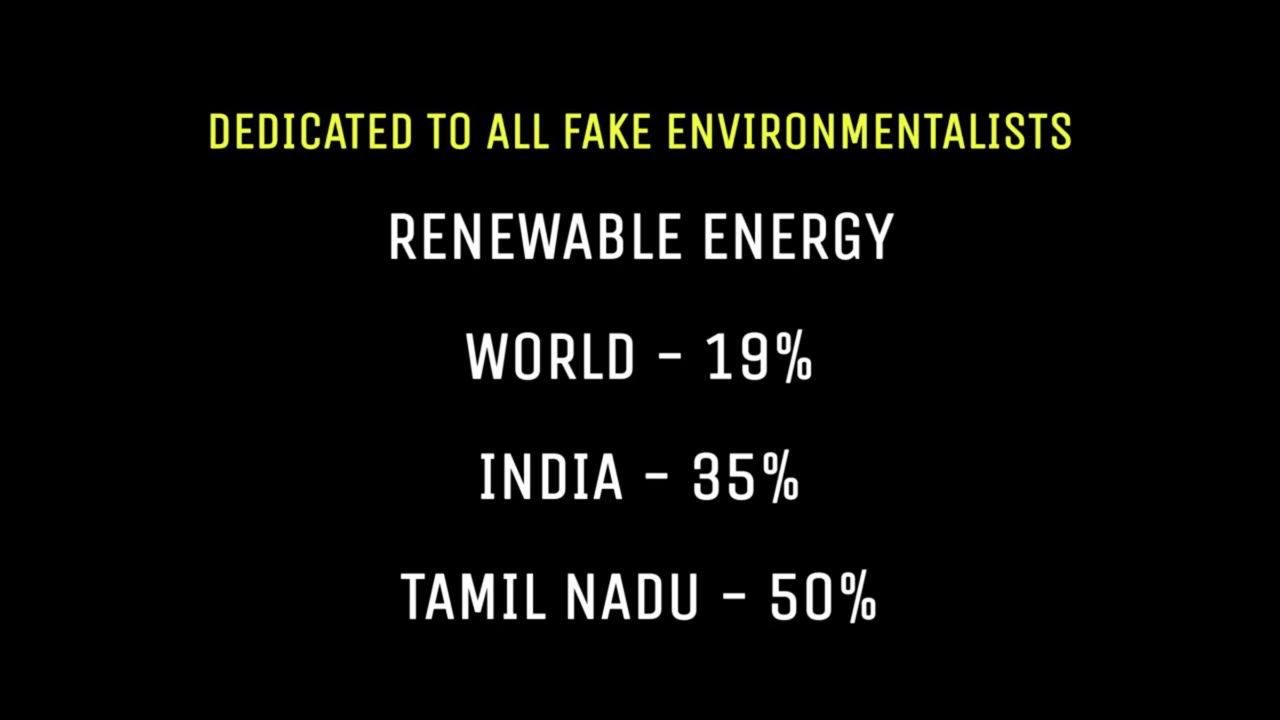 DEDICATED TO ALL FAKE ENVIRONMENTALISTS
RENEWABLE ENERGY
WORLD - 19%
INDIA - 35%
TAMIL NADU - 50%